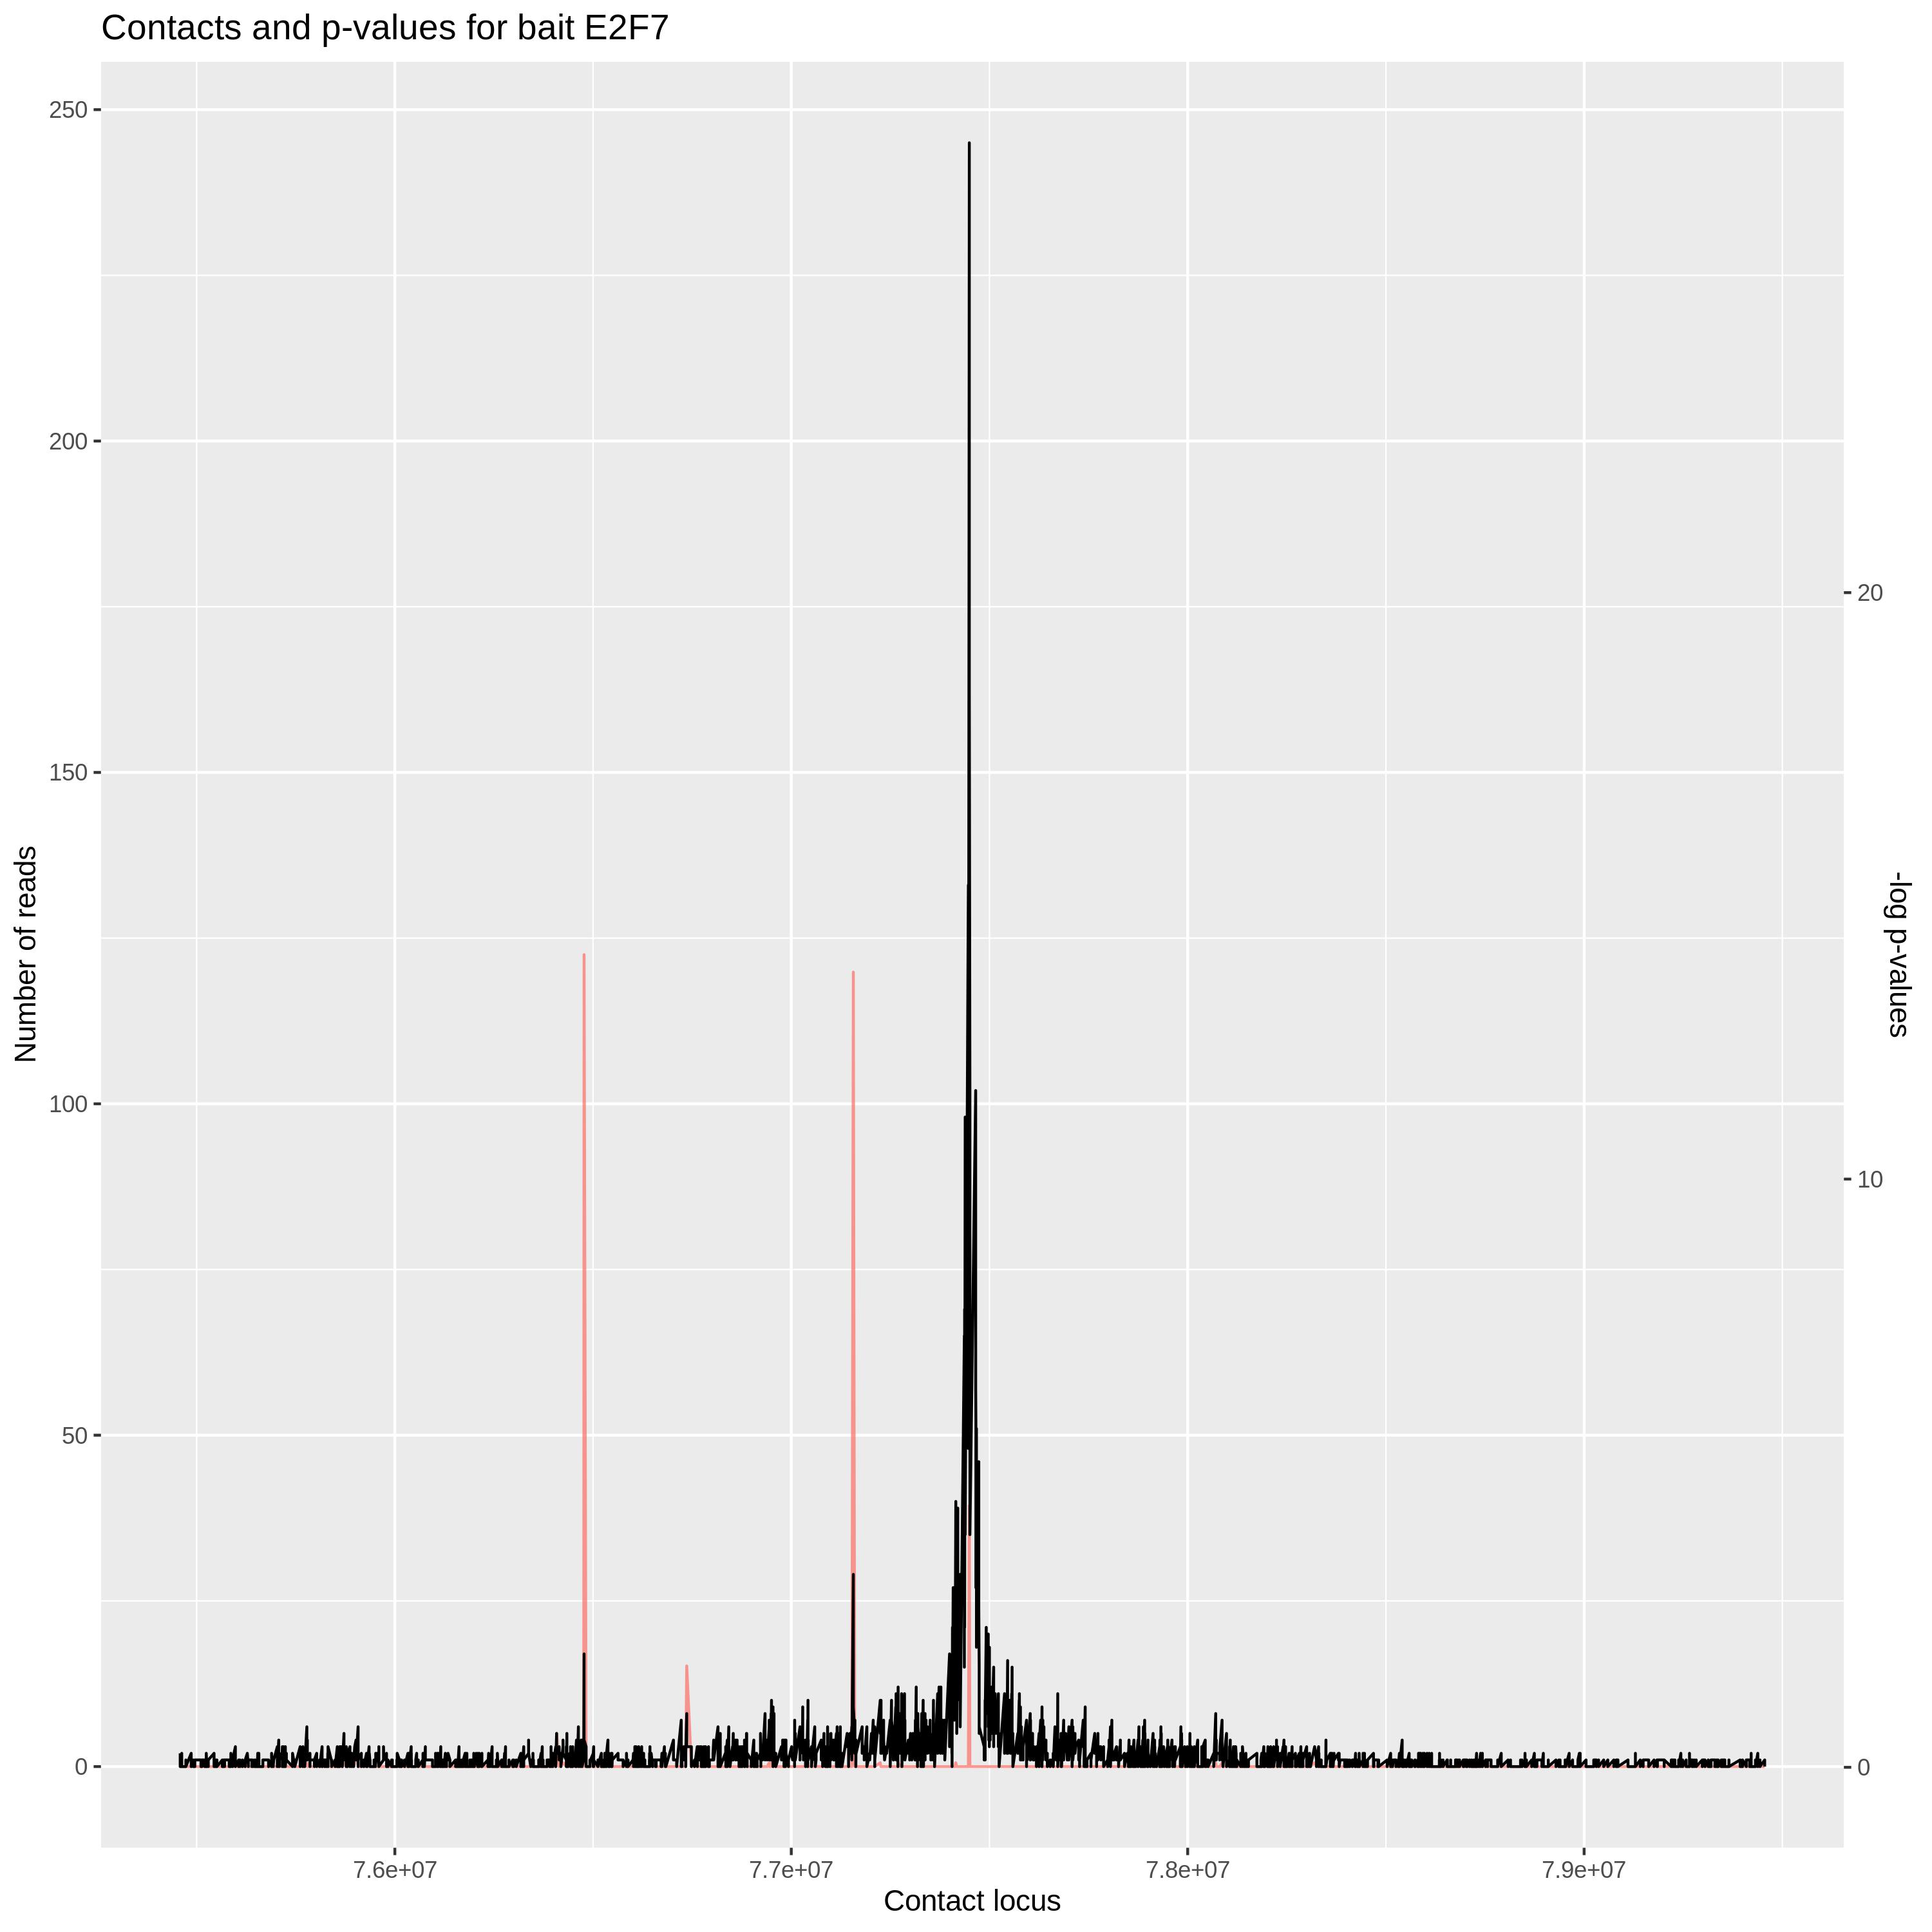 Contacts and p-values for bait E2F7
250
200
150
100
50
0
Number of reads
20
10
0
-log p-values
7.6e+07
7.7e+07
7.8e+07
7.9e+07
Contact locus